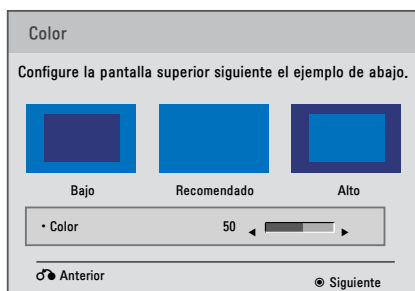 Color
Configure la pantalla superior siguiente el ejemplo de abajo.
Bajo Recomendado Alto
• Color 50 ◄ ►
Anterior
◉ Siguiente